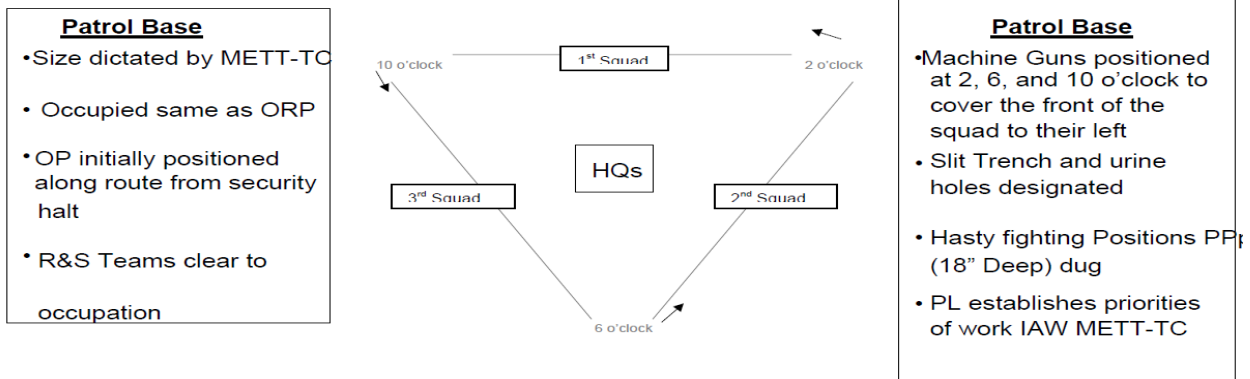 Patrol Base
•Size dictated by METT-TC
• Occupied same as ORP
• OP initially positioned
along route from security
halt
• R&S Teams clear to
occupation
1st Squad
10 o'clock
2 o'clock
HQs
3rd Squad
2nd Squad
6 o'clock
Patrol Base
•Machine Guns positioned
at 2, 6, and 10 o'clock to
cover the front of the
squad to their left
• Slit Trench and urine
holes designated
• Hasty fighting Positions PPp
(18" Deep) dug
• PL establishes priorities
of work IAW METT-TC